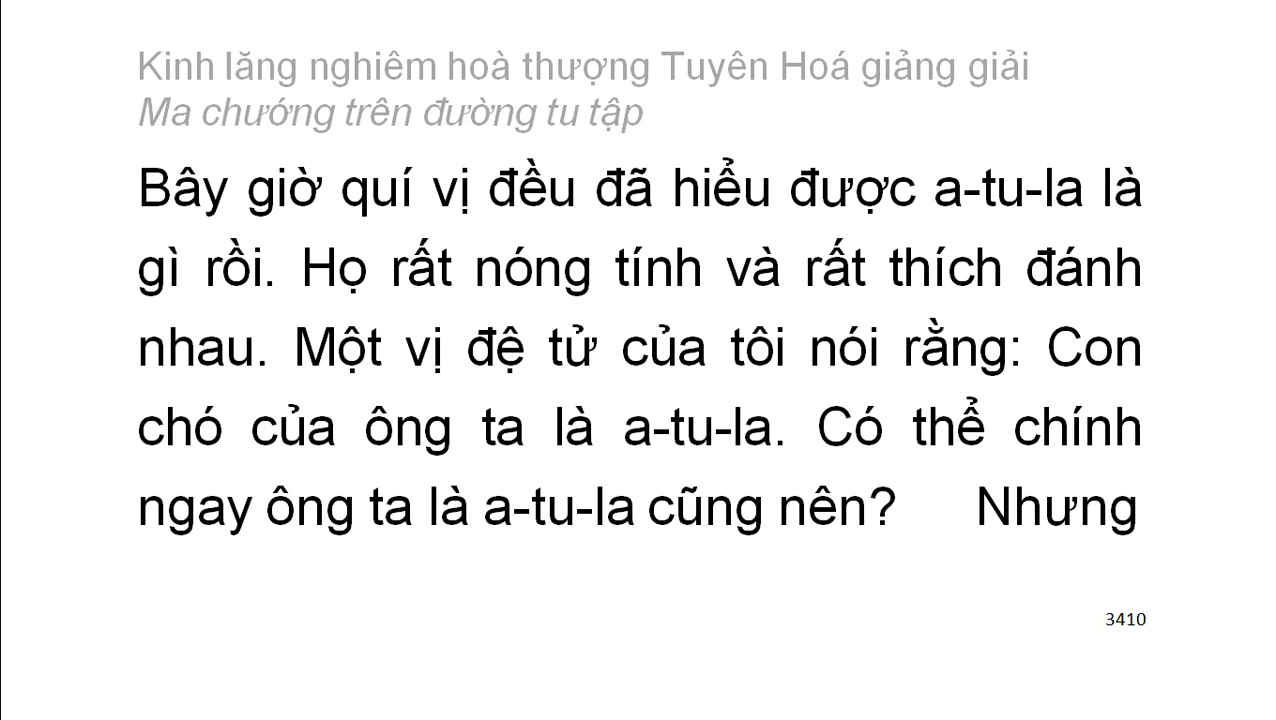 Kinh lăng nghiêm hoà thượng Tuyên Hoá giảng giải
Ma chướng trên đường tu tập
Bây giờ quí vị đều đã hiểu được a-tu-la là
gì rồi. Họ rất nóng tính và rất thích đánh
nhau. Một vị đệ tử của tôi nói rằng: Con
chó của ông ta là a-tu-la. Có thể chính
ngay ông ta là a-tu-la cũng nên? Nhưng
3410